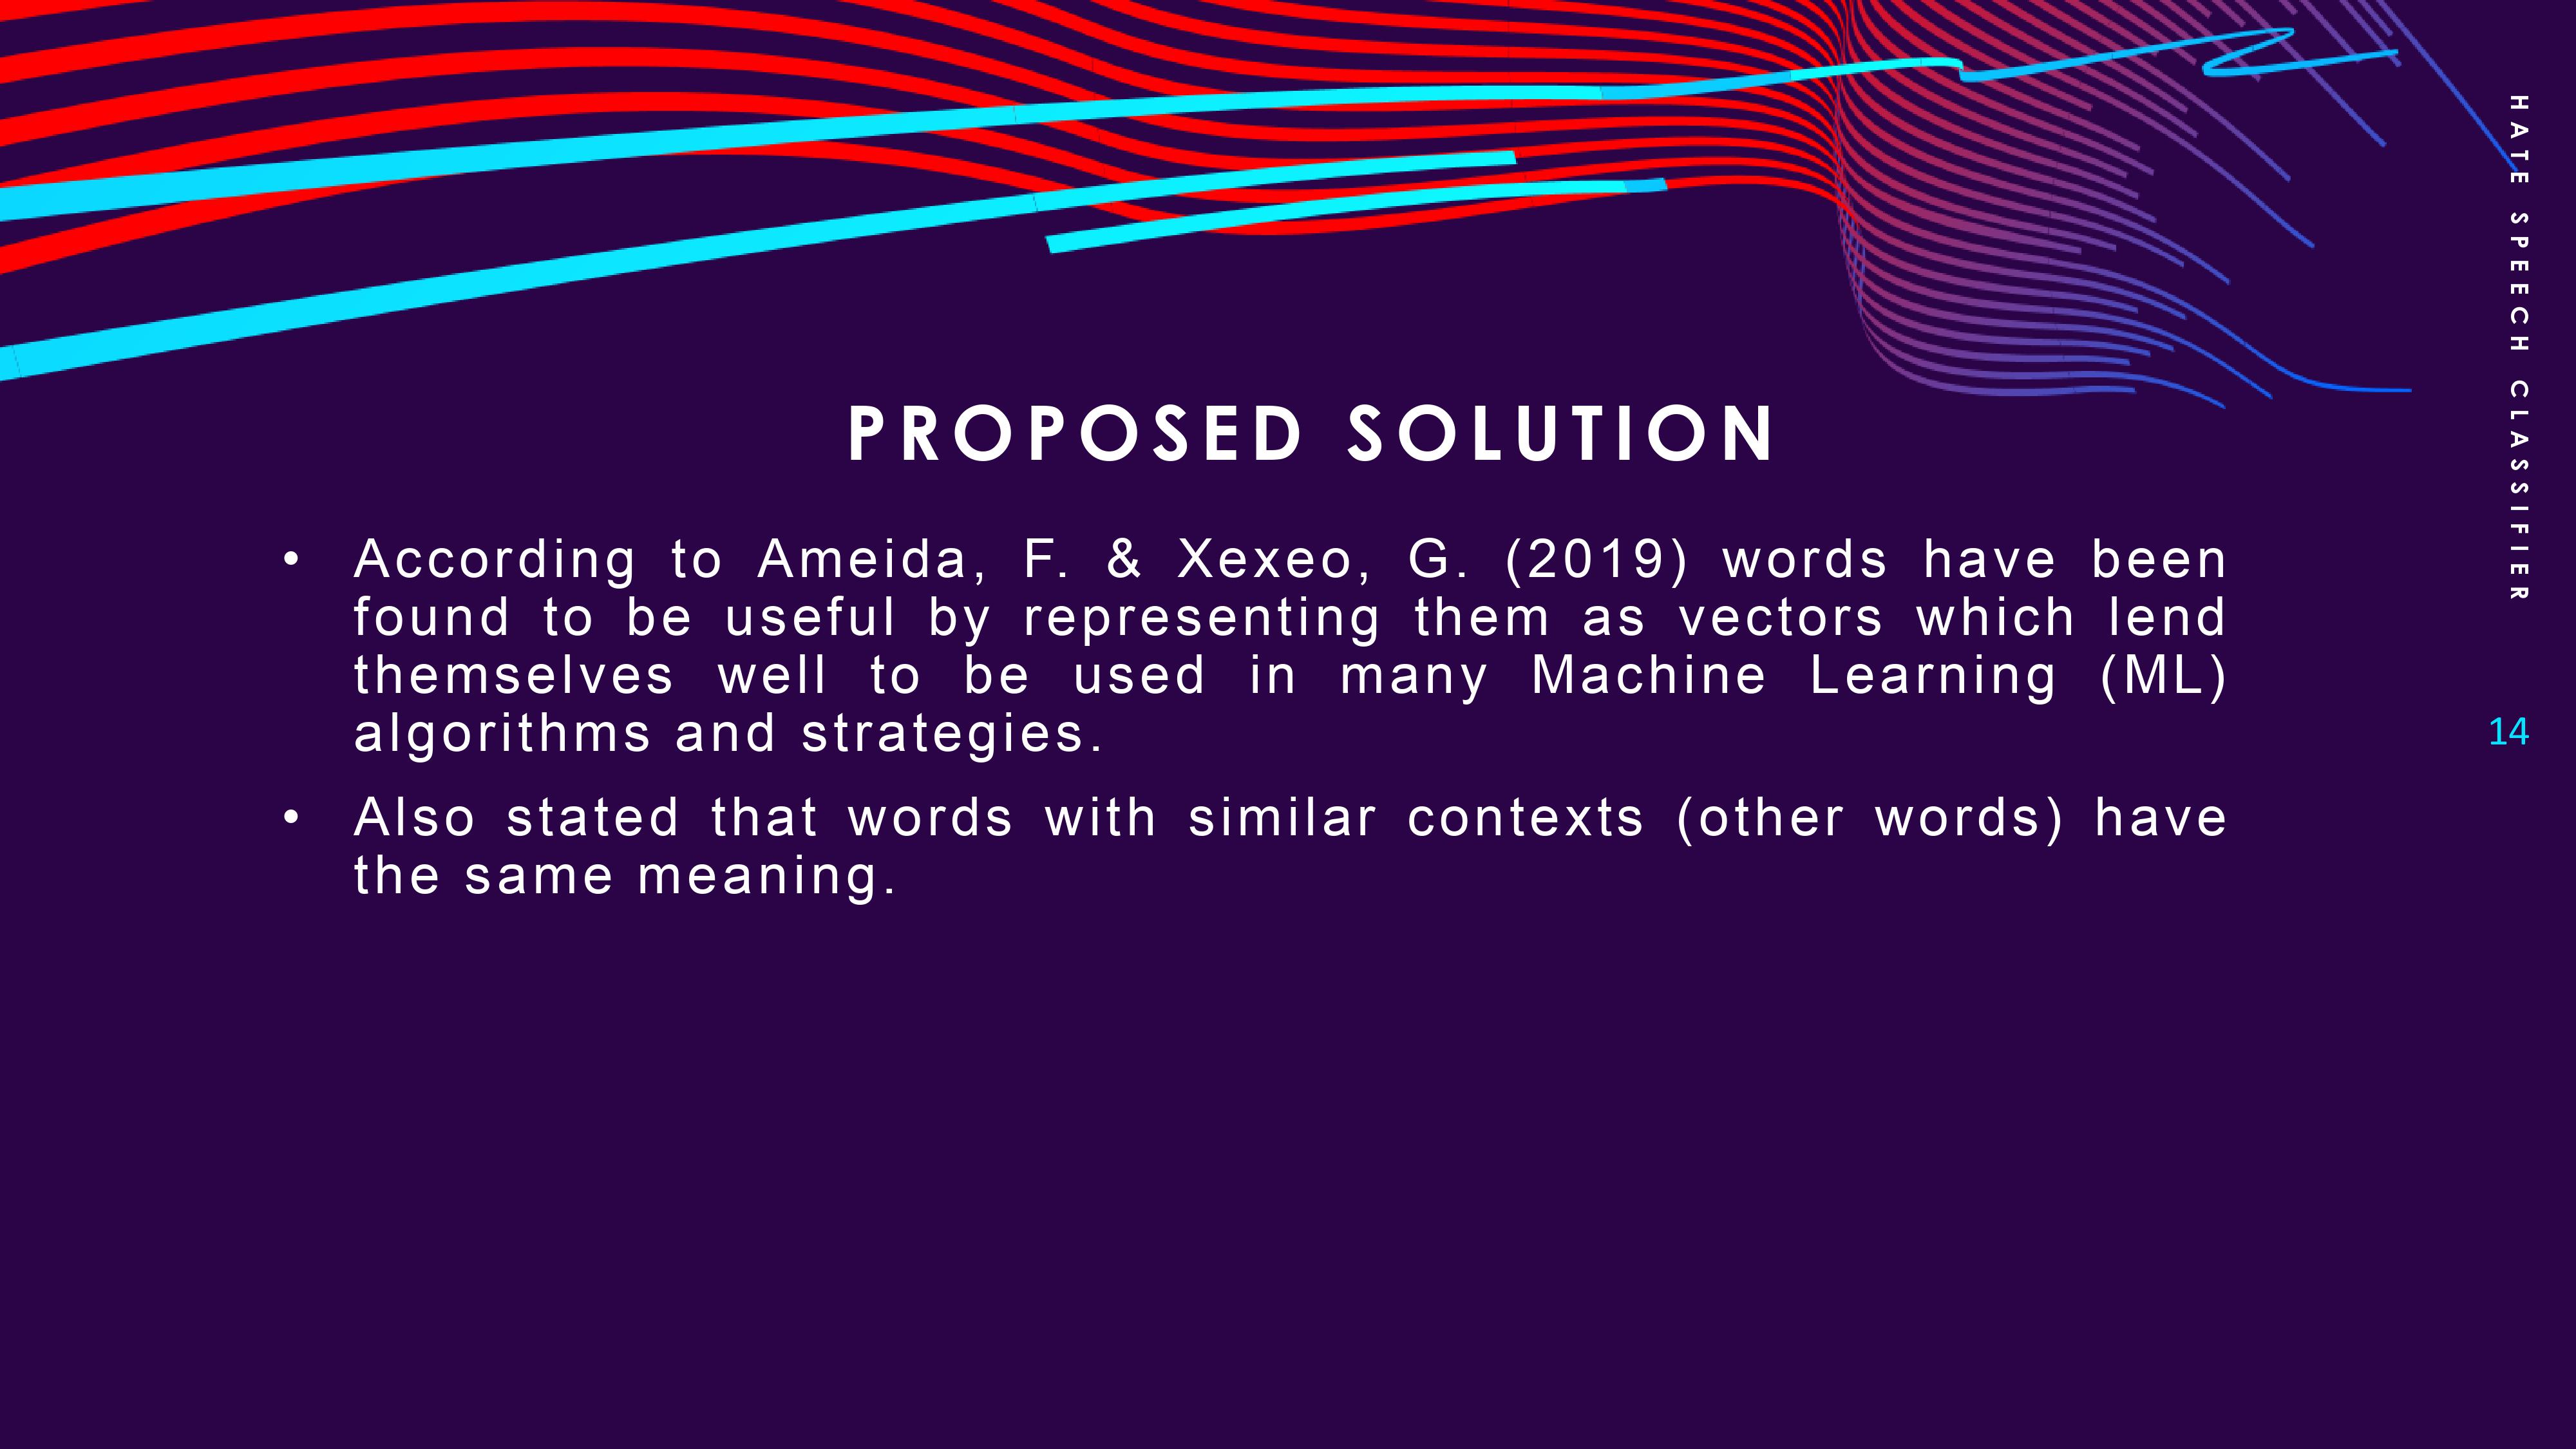 HATE SPEECH CLASSIFIER
PROPOSED SOLUTION
• According to Ameida, F. & Xexeo, G. (2019) words have been
found to be useful by representing them as vectors which lend
themselves well to be used in many Machine Learning (ML)
algorithms and strategies.
• Also stated that words with similar contexts (other words) have
the same meaning.
14